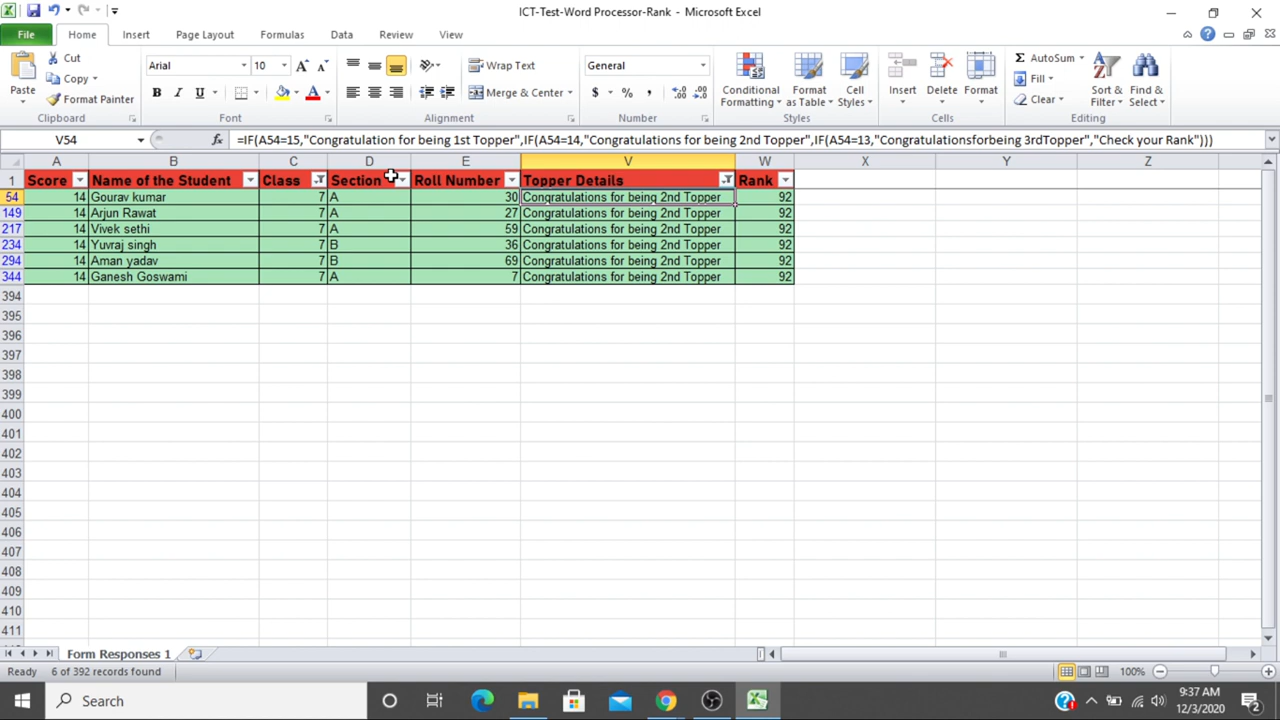 ICT-Test-Word Processor-Rank - Microsoft Excel
File Home Insert Page Layout Formulas Data Review View
Paste Cut Copy Format Painter Clipboard
Arial 10 A A B I U A Font
Wrap Text Merge & Center Alignment
General $ % , Number
Conditional Formatting Format as Table Cell Styles Styles
Insert Delete Format Cells
Σ AutoSum Fill Clear Sort & Filter Find & Select Editing
V54 fx =IF(A54=15,"Congratulation for being 1st Topper",IF(A54=14,"Congratulations for being 2nd Topper",IF(A54=13,"Congratulationsforbeing 3rdTopper","Check your Rank")))
A B C D E V W X Y Z
1 Score Name of the Student Class Section Roll Number Topper Details Rank
54 14 Gourav kumar 7 A 30 Congratulations for being 2nd Topper 92
149 14 Arjun Rawat 7 A 27 Congratulations for being 2nd Topper 92
217 14 Vivek sethi 7 A 59 Congratulations for being 2nd Topper 92
234 14 Yuvraj singh 7 B 36 Congratulations for being 2nd Topper 92
294 14 Aman yadav 7 B 69 Congratulations for being 2nd Topper 92
344 14 Ganesh Goswami 7 A 7 Congratulations for being 2nd Topper 92
394
395
396
397
398
399
400
401
402
403
404
405
406
407
408
409
410
411
Form Responses 1
Ready 6 of 392 records found 100%
Search 9:37 AM
12/3/2020 2